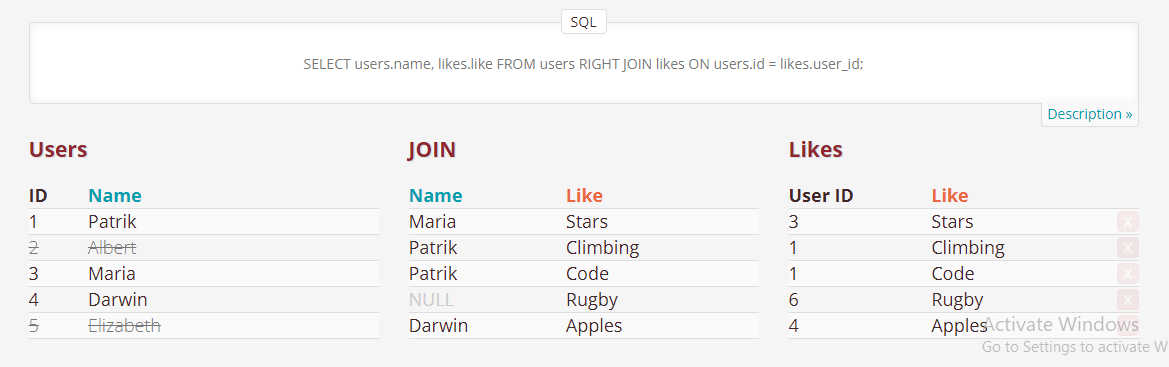 SQL
SELECT users.name, likes.like FROM users RIGHT JOIN likes ON users.id = likes.user_id;
Description »
Users
ID Name
1 Patrik
2 Albert
3 Maria
4 Darwin
5 Elizabeth
JOIN
Name Like
Maria Stars
Patrik Climbing
Patrik Code
NULL Rugby
Darwin Apples
Likes
User ID Like
3 Stars x
1 Climbing x
1 Code x
6 Rugby x
4 Apples
Activate Windows
Go to Settings to activate W